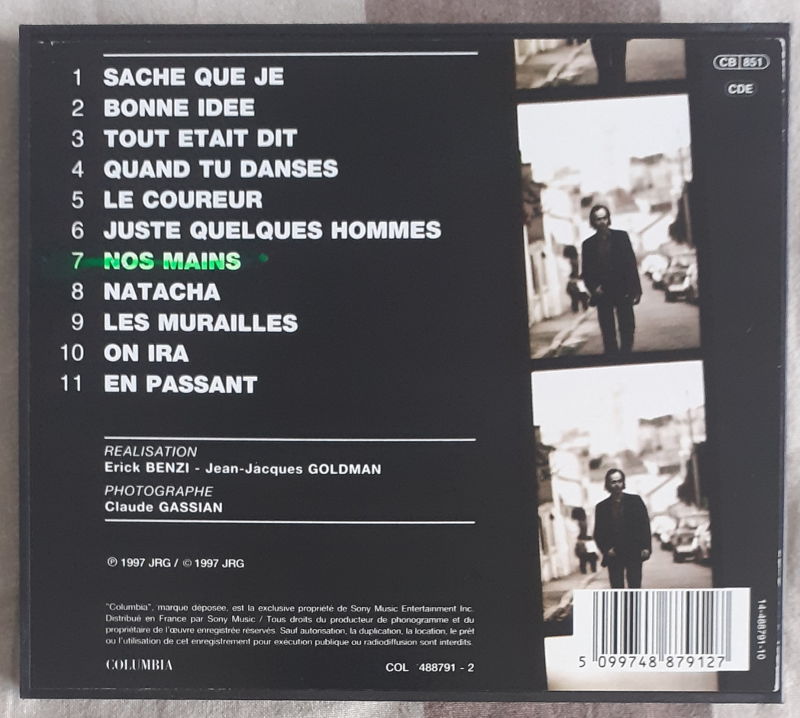 1 SACHE QUE JE
2 BONNE IDEE
3 TOUT ETAIT DIT
4 QUAND TU DANSES
5 LE COUREUR
6 JUSTE QUELQUES HOMMES
7 NOS MAINS
8 NATACHA
9 LES MURAILLES
10 ON IRA
11 EN PASSANT
REALISATION
Erick BENZI - Jean-Jacques GOLDMAN
PHOTOGRAPHE
Claude GASSIAN
℗ 1997 JRG / © 1997 JRG
"Columbia", marque déposée, est la exclusive propriété de Sony Music Entertainment Inc.
Distribué en France par Sony Music / Tous droits du producteur de phonogramme et du
propriétaire de l'œuvre enregistrée réservés. Sauf autorisation, la duplication, la location, le prêt
ou l'utilisation de cet enregistrement pour exécution publique ou radiodiffusion sont interdits.
COLUMBIA
COL 488791 - 2
CB 851
CDE
5 099748 879127
14-488791-10